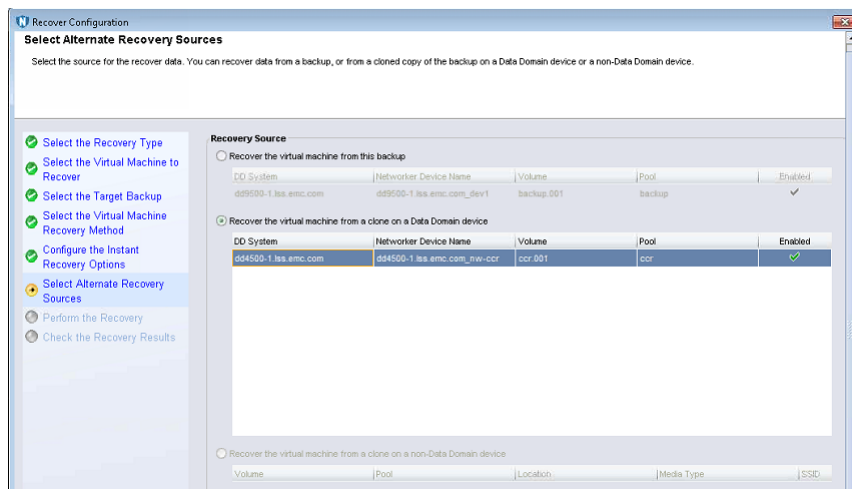 Recover Configuration
Select Alternate Recovery Sources
Select the source for the recover data. You can recover data from a backup, or from a cloned copy of the backup on a Data Domain device or a non-Data Domain device.
Select the Recovery Type
Select the Virtual Machine to
Recover
Select the Target Backup
Select the Virtual Machine
Recovery Method
Configure the Instant
Recovery Options
Select Alternate Recovery
Sources
Perform the Recovery
Check the Recovery Results
Recovery Source
Recover the virtual machine from this backup
DD System Networker Device Name Volume Pool Enabled
dd9500-1.lss.emc.com dd9500-1.lss.emc.com_dev1 backup.001 backup
Recover the virtual machine from a clone on a Data Domain device
DD System Networker Device Name Volume Pool Enabled
dd4500-1.lss.emc.com dd4500-1.lss.emc.com_nw-ccr ccr.001 ccr
Recover the virtual machine from a clone on a non-Data Domain device
Volume Pool Location Media Type SSID